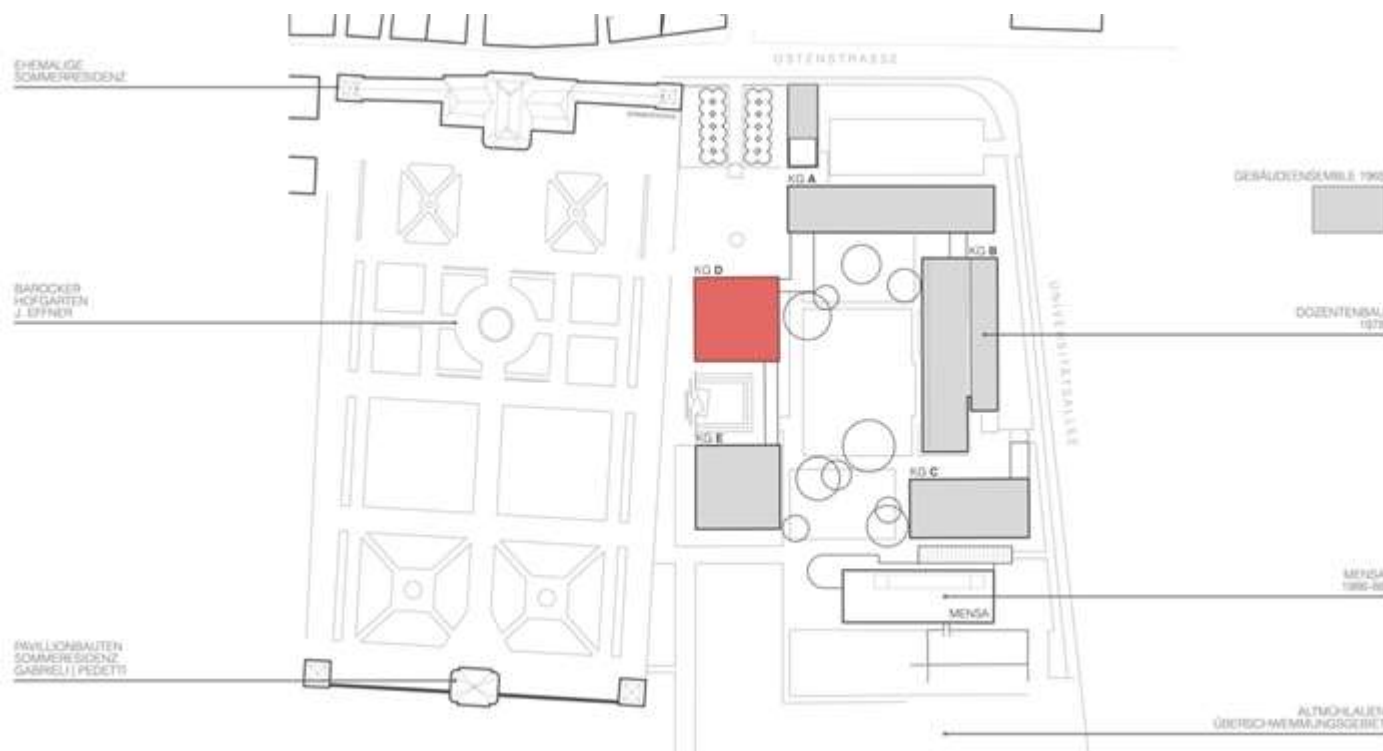 EHEMALIGE
SOMMERRESIDENZ
OSTENSTRASSE
KG A
GEBÄUDEENSEMBLE 1965
KG B
KG D
BAROCKER
HOFGARTEN
J. EFFNER
UNIVERSITÄTSALLEE
DOZENTENBAU
KG E
KG C
MENSA
MENSA
PAVILLIONBAUTEN
SOMMERESIDENZ
GABRIELI | PEDETTI
ALTMÜHLAUEN
ÜBERSCHWEMMUNGSGEBIET